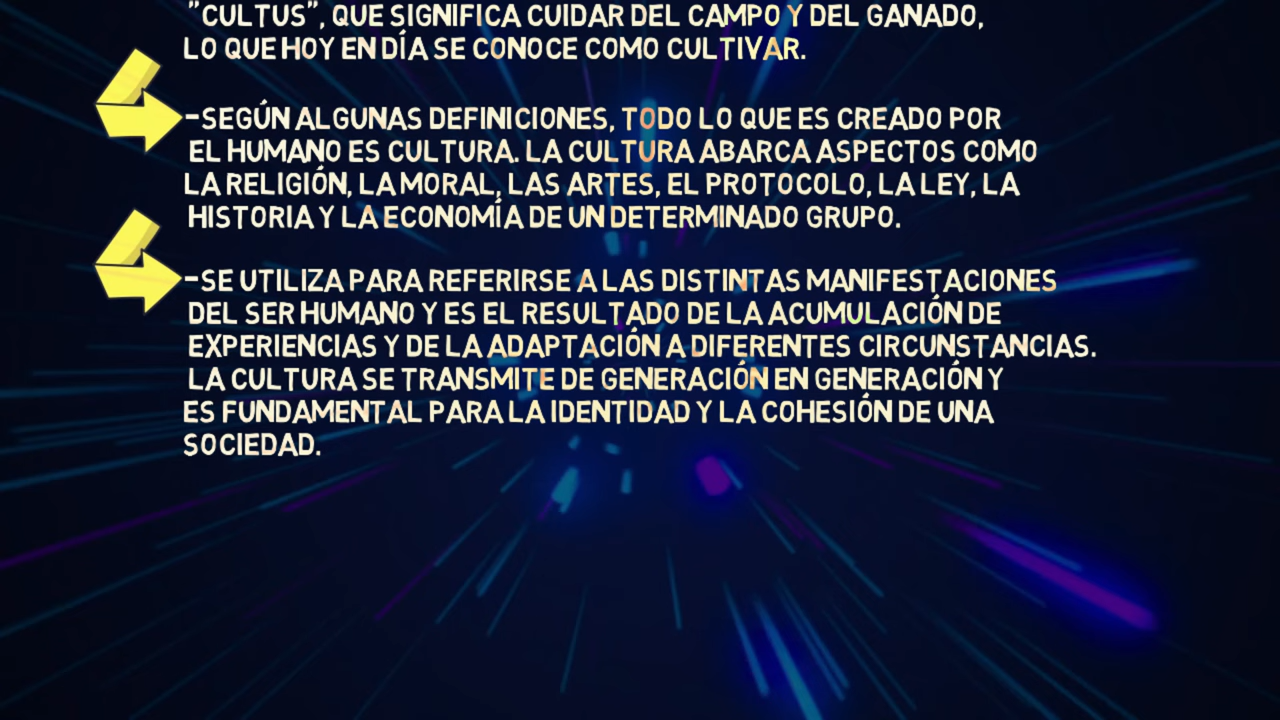 "CULTUS", QUE SIGNIFICA CUIDAR DEL CAMPO Y DEL GANADO,
LO QUE HOY EN DÍA SE CONOCE COMO CULTIVAR.
-SEGÚN ALGUNAS DEFINICIONES, TODO LO QUE ES CREADO POR
EL HUMANO ES CULTURA. LA CULTURA ABARCA ASPECTOS COMO
LA RELIGIÓN, LA MORAL, LAS ARTES, EL PROTOCOLO, LA LEY, LA
HISTORIA Y LA ECONOMÍA DE UN DETERMINADO GRUPO.
-SE UTILIZA PARA REFERIRSE A LAS DISTINTAS MANIFESTACIONES
DEL SER HUMANO Y ES EL RESULTADO DE LA ACUMULACIÓN DE
EXPERIENCIAS Y DE LA ADAPTACIÓN A DIFERENTES CIRCUNSTANCIAS.
LA CULTURA SE TRANSMITE DE GENERACIÓN EN GENERACIÓN Y
ES FUNDAMENTAL PARA LA IDENTIDAD Y LA COHESIÓN DE UNA
SOCIEDAD.